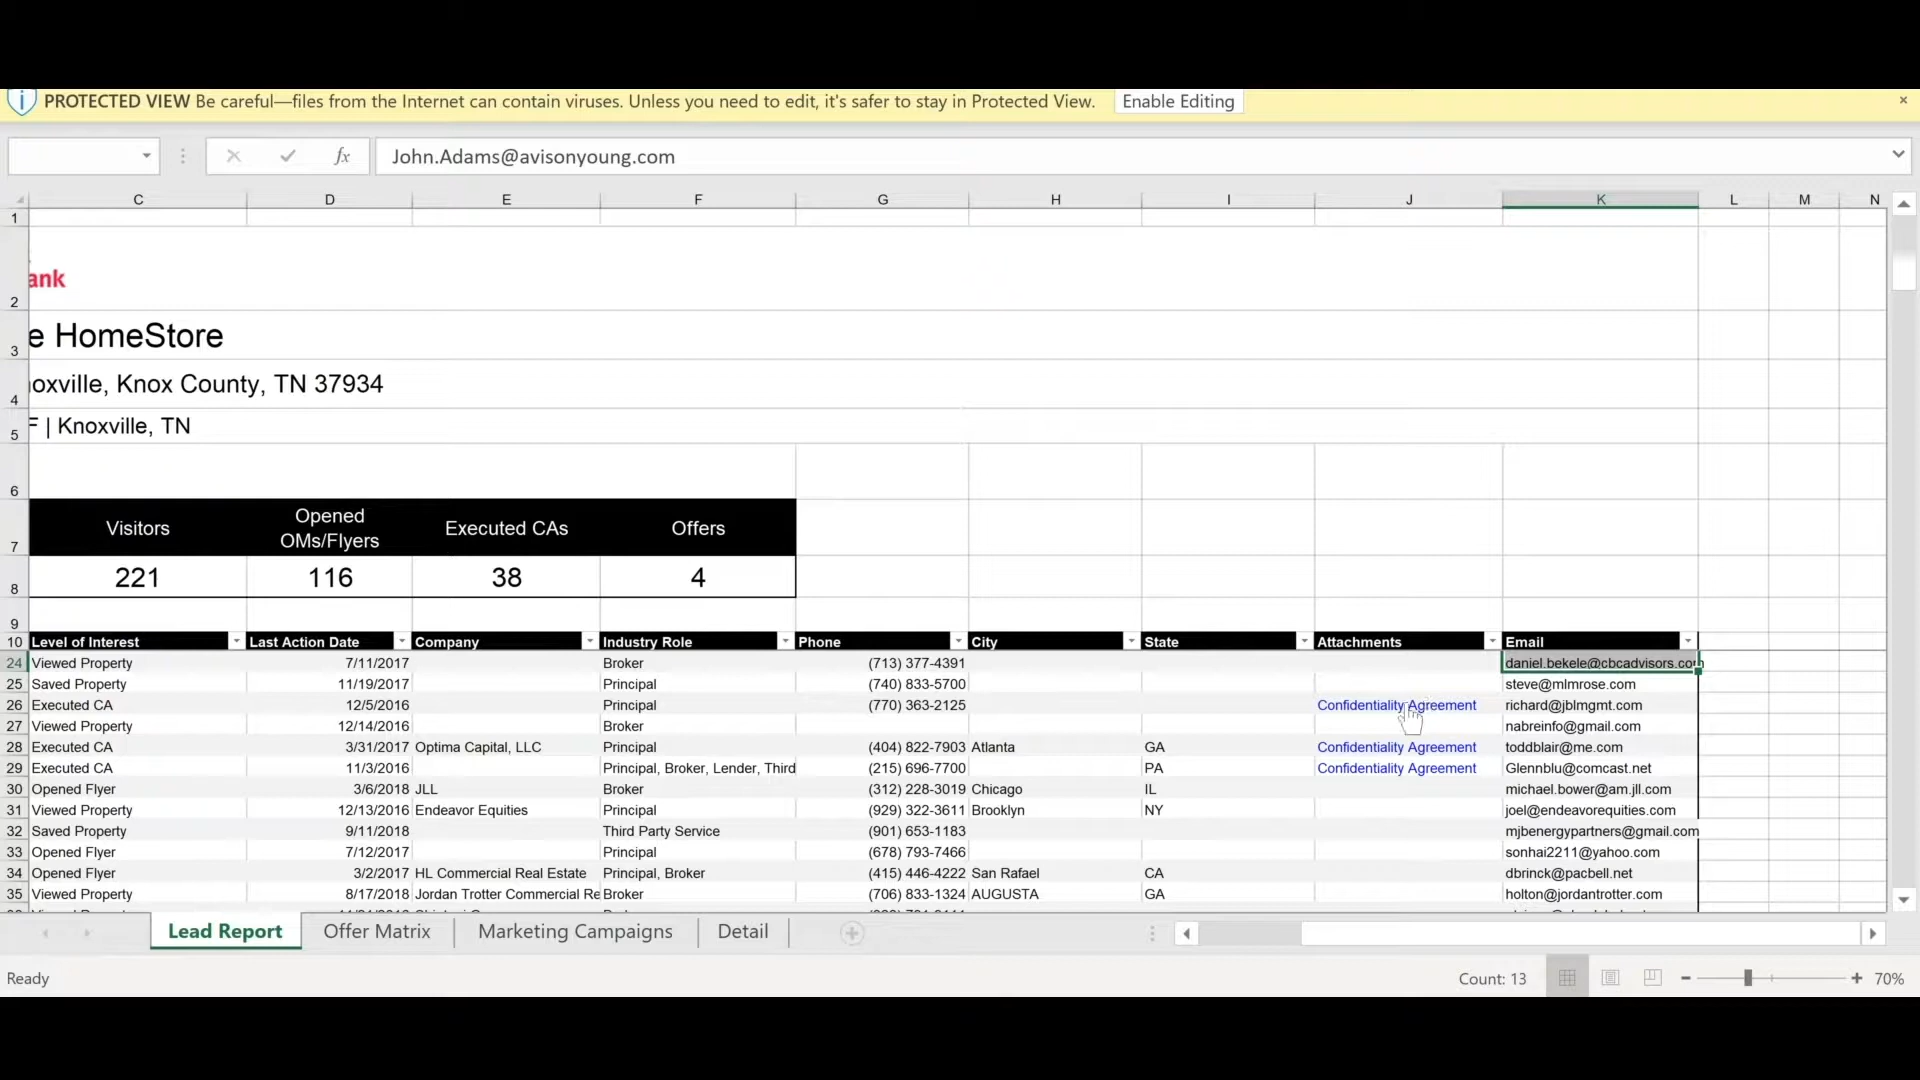 PROTECTED VIEW Be careful—files from the Internet can contain viruses. Unless you need to edit, it's safer to stay in Protected View. Enable Editing
fx John.Adams@avisonyoung.com
C D E F G H I J K L M N
1
ank
2
e HomeStore
3
oxville, Knox County, TN 37934
4
F | Knoxville, TN
5
6
Visitors Opened OMs/Flyers Executed CAs Offers
7
221 116 38 4
8
9
10 Level of Interest Last Action Date Company Industry Role Phone City State Attachments Email
24 Viewed Property 7/11/2017 Broker (713) 377-4391 daniel.bekele@cbcadvisors.com
25 Saved Property 11/19/2017 Principal (740) 833-5700 steve@mlmrose.com
26 Executed CA 12/5/2016 Principal (770) 363-2125 Confidentiality Agreement richard@jblmgmt.com
27 Viewed Property 12/14/2016 Broker nabreinfo@gmail.com
28 Executed CA 3/31/2017 Optima Capital, LLC Principal (404) 822-7903 Atlanta GA Confidentiality Agreement toddblair@me.com
29 Executed CA 11/3/2016 Principal, Broker, Lender, Third (215) 696-7700 PA Confidentiality Agreement Glennblu@comcast.net
30 Opened Flyer 3/6/2018 JLL Broker (312) 228-3019 Chicago IL michael.bower@am.jll.com
31 Viewed Property 12/13/2016 Endeavor Equities Principal (929) 322-3611 Brooklyn NY joel@endeavorequities.com
32 Saved Property 9/11/2018 Third Party Service (901) 653-1183 mjbenergypartners@gmail.com
33 Opened Flyer 7/12/2017 Principal (678) 793-7466 sonhai2211@yahoo.com
34 Opened Flyer 3/2/2017 HL Commercial Real Estate Principal, Broker (415) 446-4222 San Rafael CA dbrinck@pacbell.net
35 Viewed Property 8/17/2018 Jordan Trotter Commercial Re Broker (706) 833-1324 AUGUSTA GA holton@jordantrotter.com
Lead Report Offer Matrix Marketing Campaigns Detail
Ready Count: 13 70%